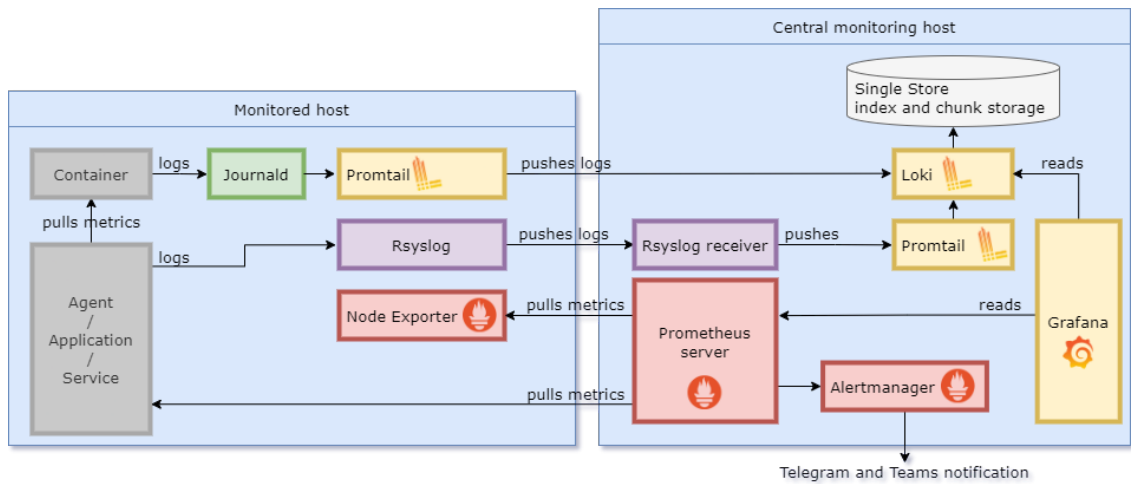 Central monitoring host
Single Store
index and chunk storage
Monitored host
Container
logs
Journald
Promtail
pushes logs
Loki
reads
pulls metrics
Rsyslog
pushes logs
Rsyslog receiver
pushes
Promtail
logs
Agent
/
Application
/
Service
Node Exporter
pulls metrics
Prometheus
server
reads
Grafana
Alertmanager
pulls metrics
Telegram and Teams notification